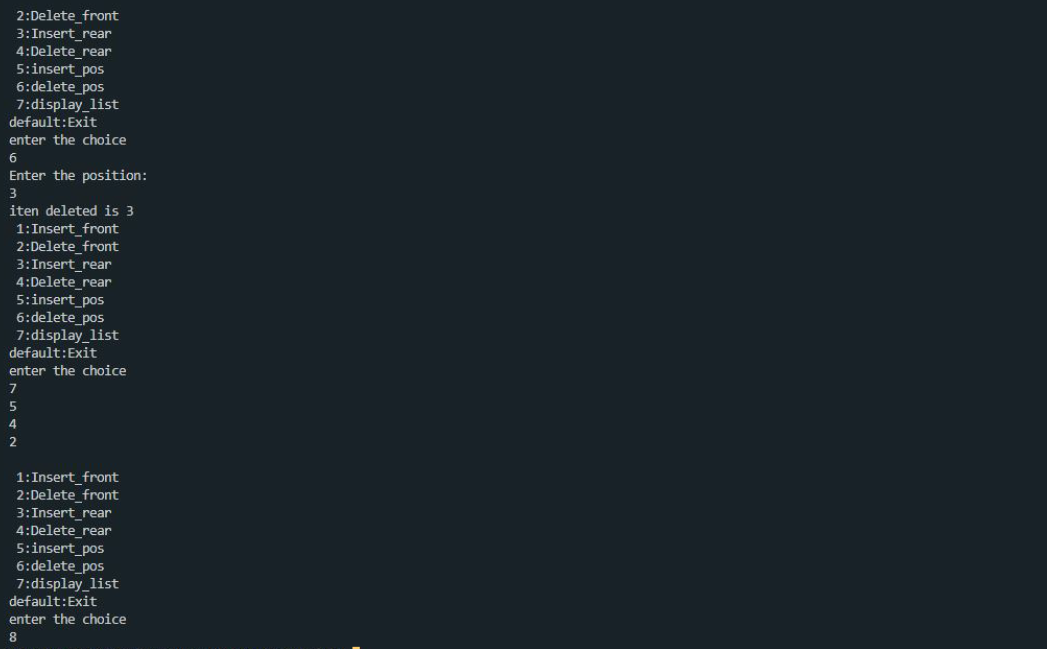 2:Delete_front
3:Insert_rear
4:Delete_rear
5:insert_pos
6:delete_pos
7:display_list
default:Exit
enter the choice
6
Enter the position:
3
iten deleted is 3
1:Insert_front
2:Delete_front
3:Insert_rear
4:Delete_rear
5:insert_pos
6:delete_pos
7:display_list
default:Exit
enter the choice
7
5
4
2
1:Insert_front
2:Delete_front
3:Insert_rear
4:Delete_rear
5:insert_pos
6:delete_pos
7:display_list
default:Exit
enter the choice
8